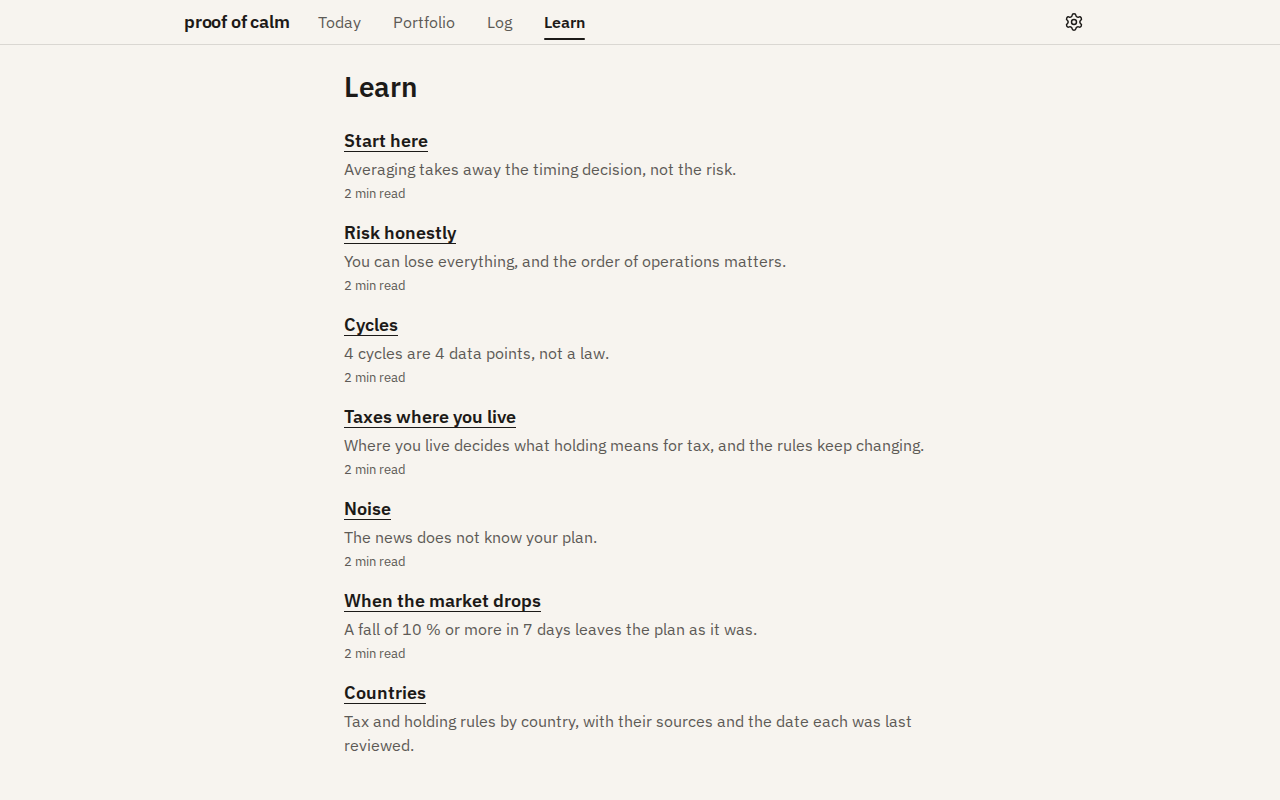 proof of calm Today Portfolio Log Learn
Learn
Start here
Averaging takes away the timing decision, not the risk.
2 min read
Risk honestly
You can lose everything, and the order of operations matters.
2 min read
Cycles
4 cycles are 4 data points, not a law.
2 min read
Taxes where you live
Where you live decides what holding means for tax, and the rules keep changing.
2 min read
Noise
The news does not know your plan.
2 min read
When the market drops
A fall of 10 % or more in 7 days leaves the plan as it was.
2 min read
Countries
Tax and holding rules by country, with their sources and the date each was last
reviewed.